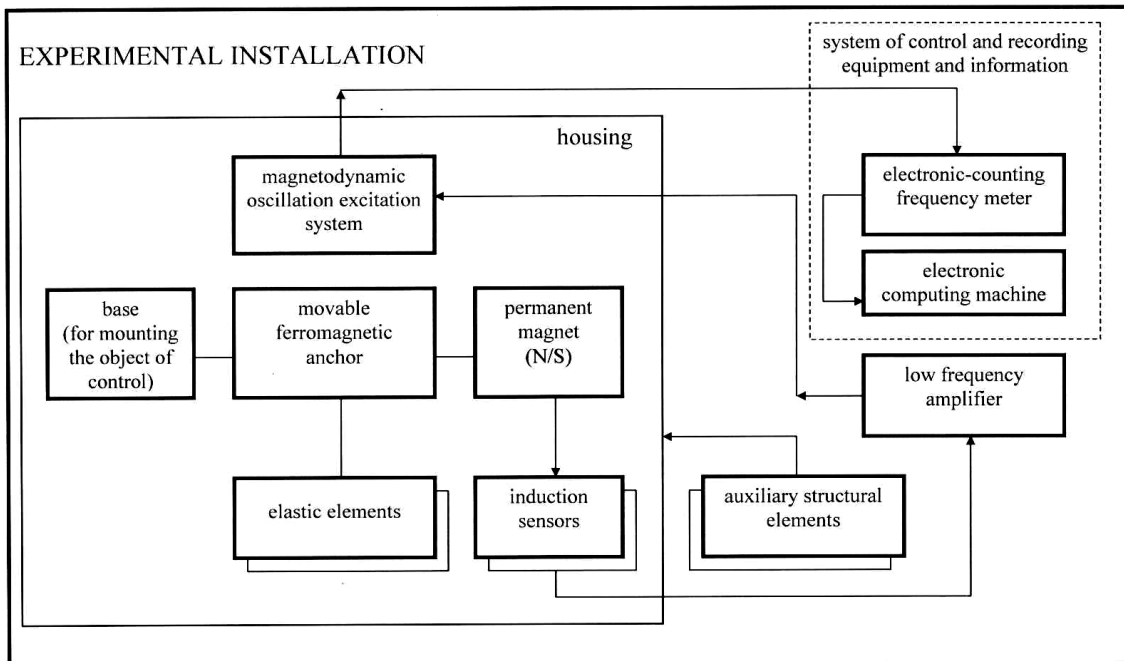 EXPERIMENTAL INSTALLATION
system of control and recording
equipment and information
housing
magnetodynamic
oscillation excitation
system
electronic-counting
frequency meter
electronic
computing machine
base
(for mounting
the object of
control)
movable
ferromagnetic
anchor
permanent
magnet
(N/S)
low frequency
amplifier
elastic elements
induction
sensors
auxiliary structural
elements